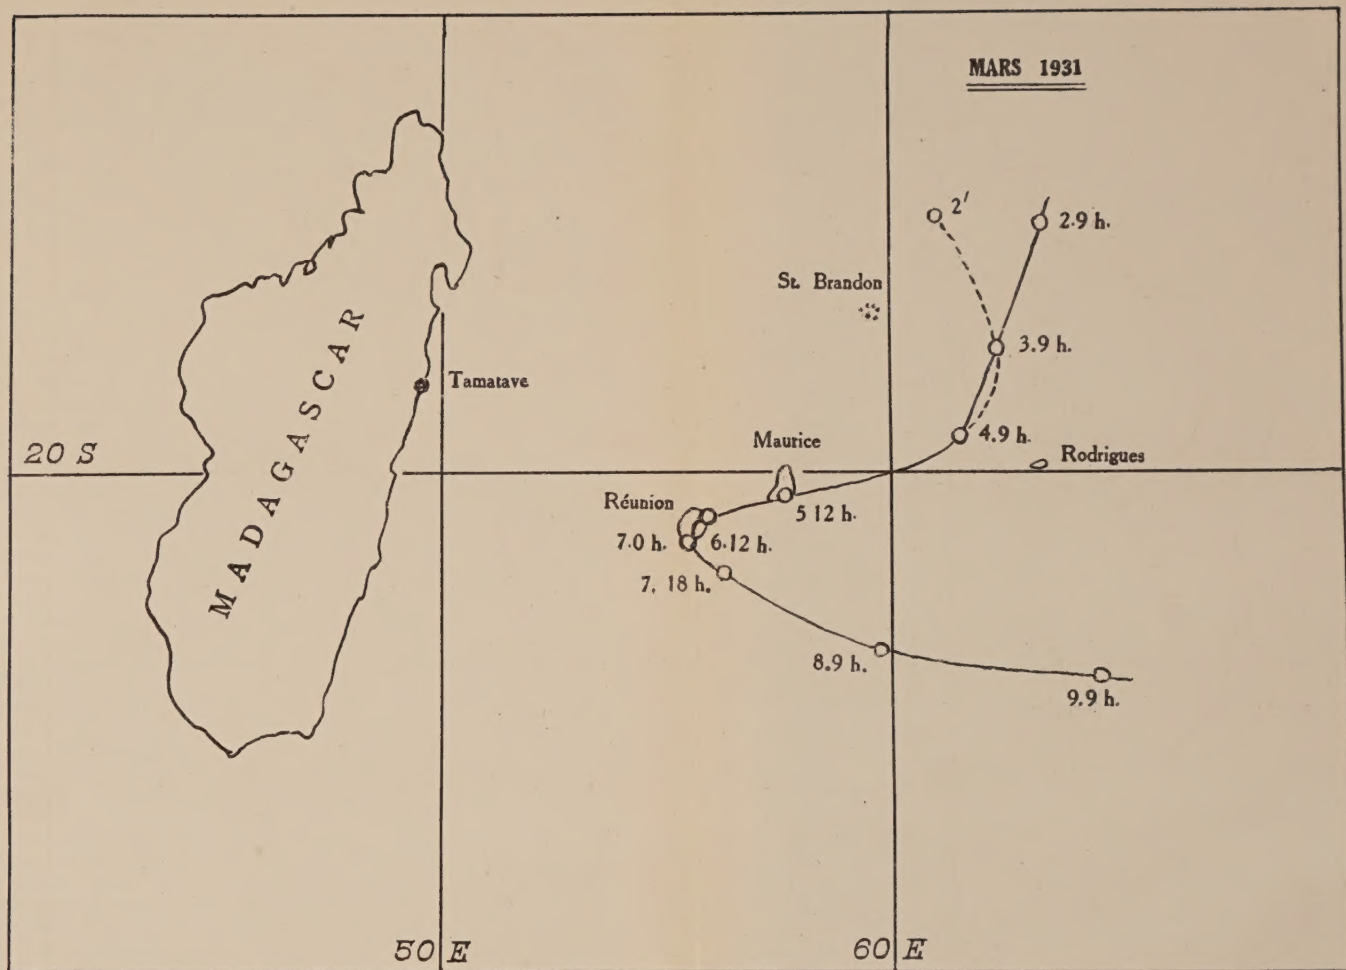 MARS 1931
2'
2.9 h.
St. Brandon
3.9 h.
Tamatave
MADAGASCAR
4.9 h.
Maurice
20 S
Rodrigues
Réunion
5 12 h.
7.0 h.
6.12 h.
7, 18 h.
8.9 h.
9.9 h.
50 E
60 E